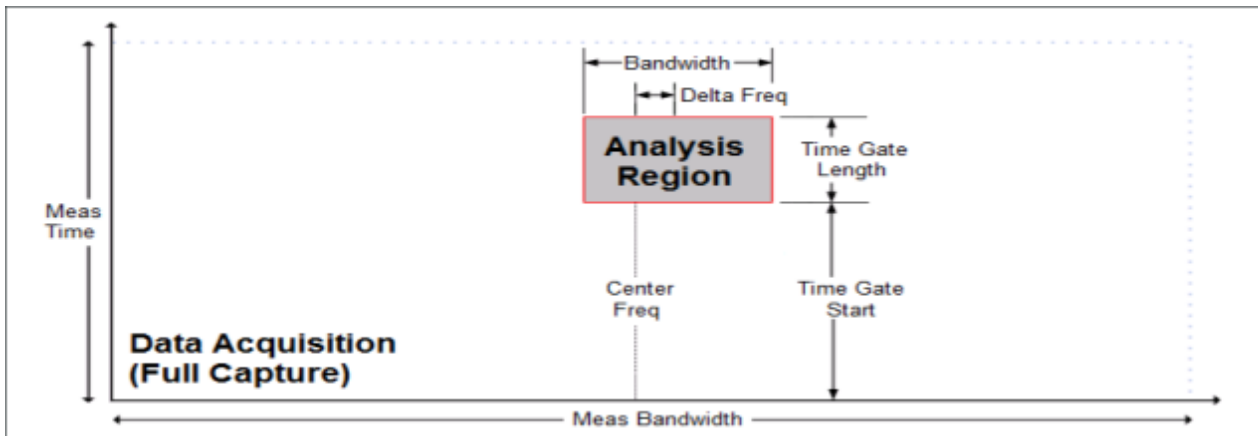 Bandwidth
Delta Freq
Analysis
Region
Time Gate
Length
Meas
Time
Center
Freq
Time Gate
Start
Data Acquisition
(Full Capture)
Meas Bandwidth